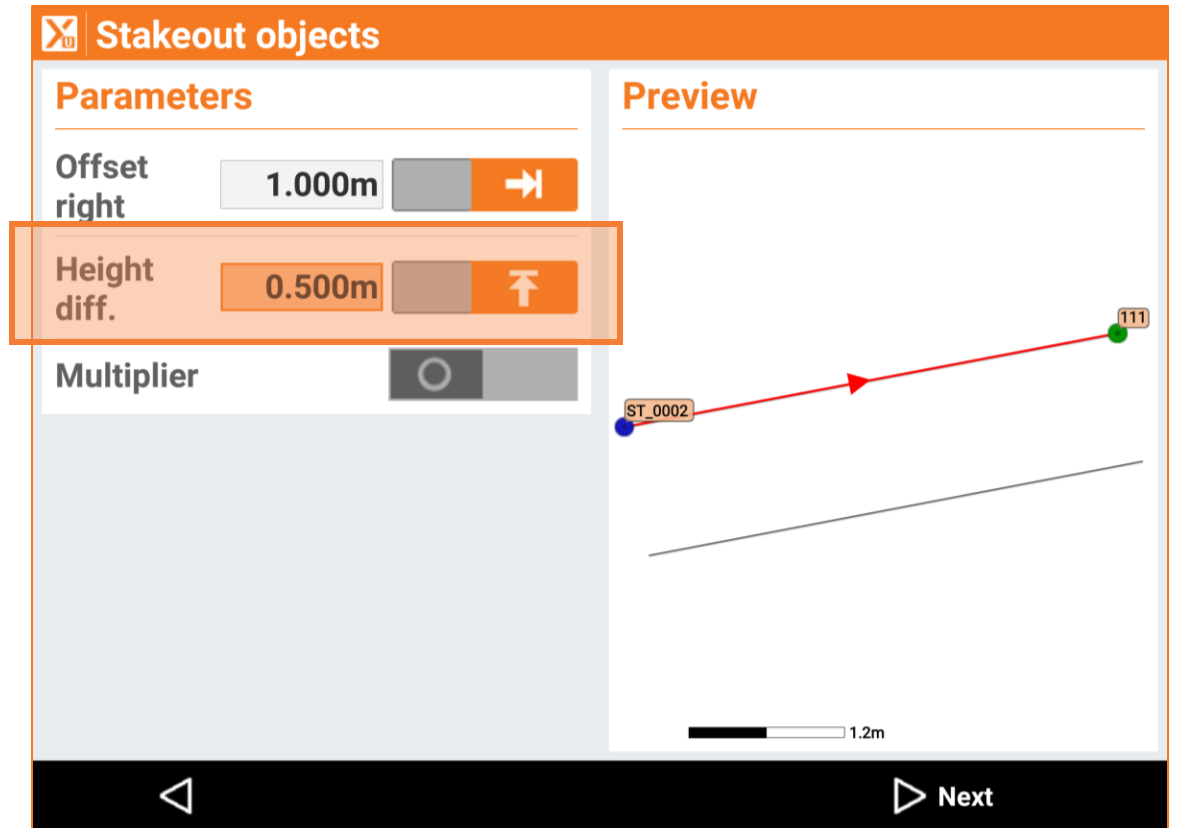 Stakeout objects
Parameters
Offset
right
1.000m
Height
diff.
0.500m
Multiplier
Preview
111
ST_0002
1.2m
Next